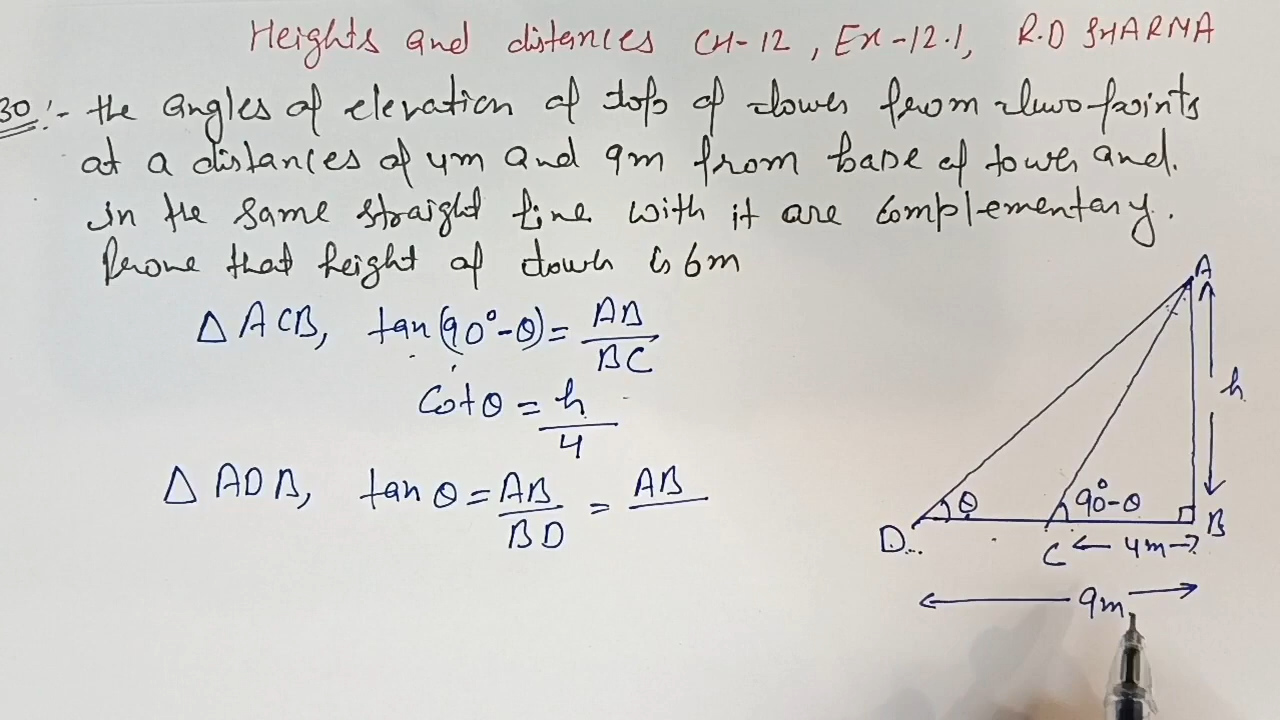 Heights and distances CH-12, Ex-12.1, R.D SHARMA
30:- the angles of elevation of top of tower from two points
at a distances of 4m and 9m from base of tower and.
in the same straight line with it are complementary.
Prove that height of tower is 6m
Δ ACB, tan(90°-θ) = AB/BC
Cotθ = h/4
Δ ADB, tan θ = AB/BD = AB
A
h
θ
90°-θ
B
D
C
4m
9m